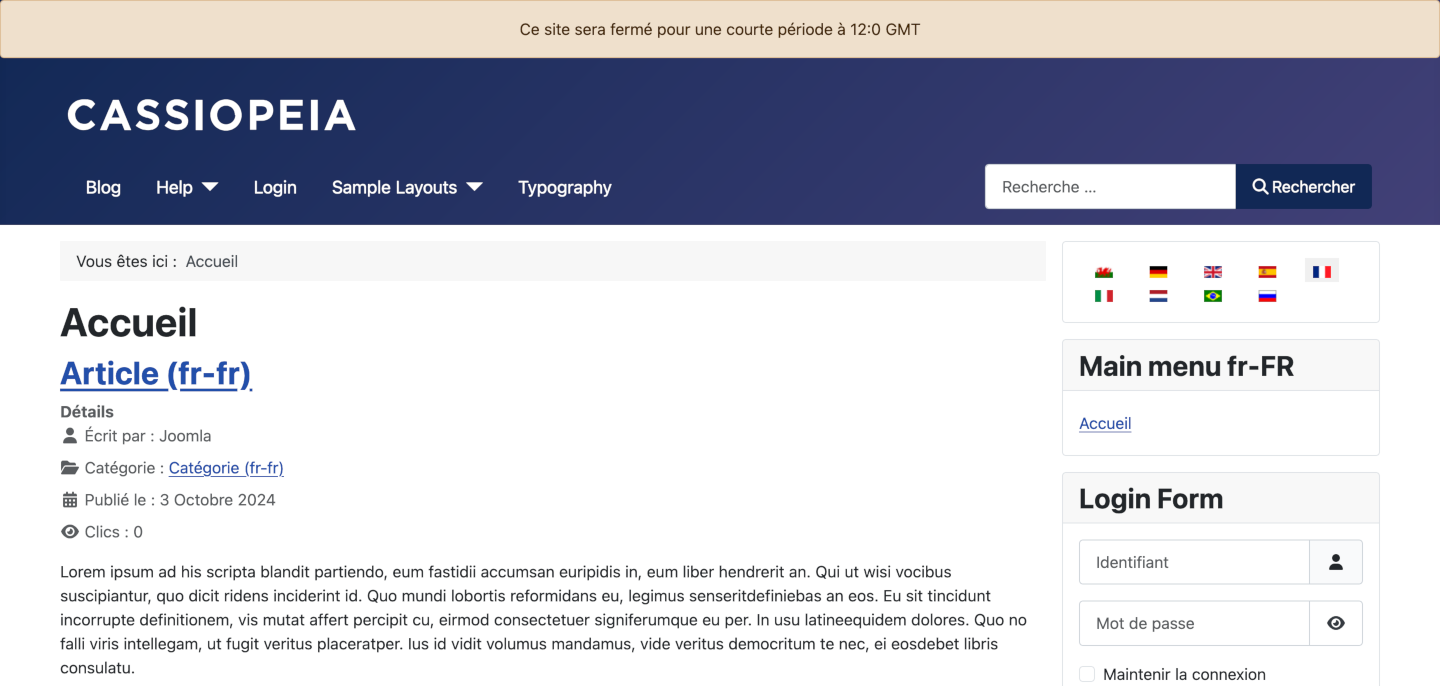 Ce site sera fermé pour une courte période à 12:0 GMT
CASSIOPEIA
Blog Help Login Sample Layouts Typography
Recherche ... Rechercher
Vous êtes ici : Accueil
Accueil
Article (fr-fr)
Détails
Écrit par : Joomla
Catégorie : Catégorie (fr-fr)
Publié le : 3 Octobre 2024
Clics : 0
Lorem ipsum ad his scripta blandit partiendo, eum fastidii accumsan euripidis in, eum liber hendrerit an. Qui ut wisi vocibus
suscipiantur, quo dicit ridens inciderint id. Quo mundi lobortis reformidans eu, legimus senseritdefiniebas an eos. Eu sit tincidunt
incorrupte definitionem, vis mutat affert percipit cu, eirmod consectetuer signiferumque eu per. In usu latineequidem dolores. Quo no
falli viris intellegam, ut fugit veritus placeratper. Ius id vidit volumus mandamus, vide veritus democritum te nec, ei eosdebet libris
consulatu.
Main menu fr-FR
Accueil
Login Form
Identifiant
Mot de passe
Maintenir la connexion